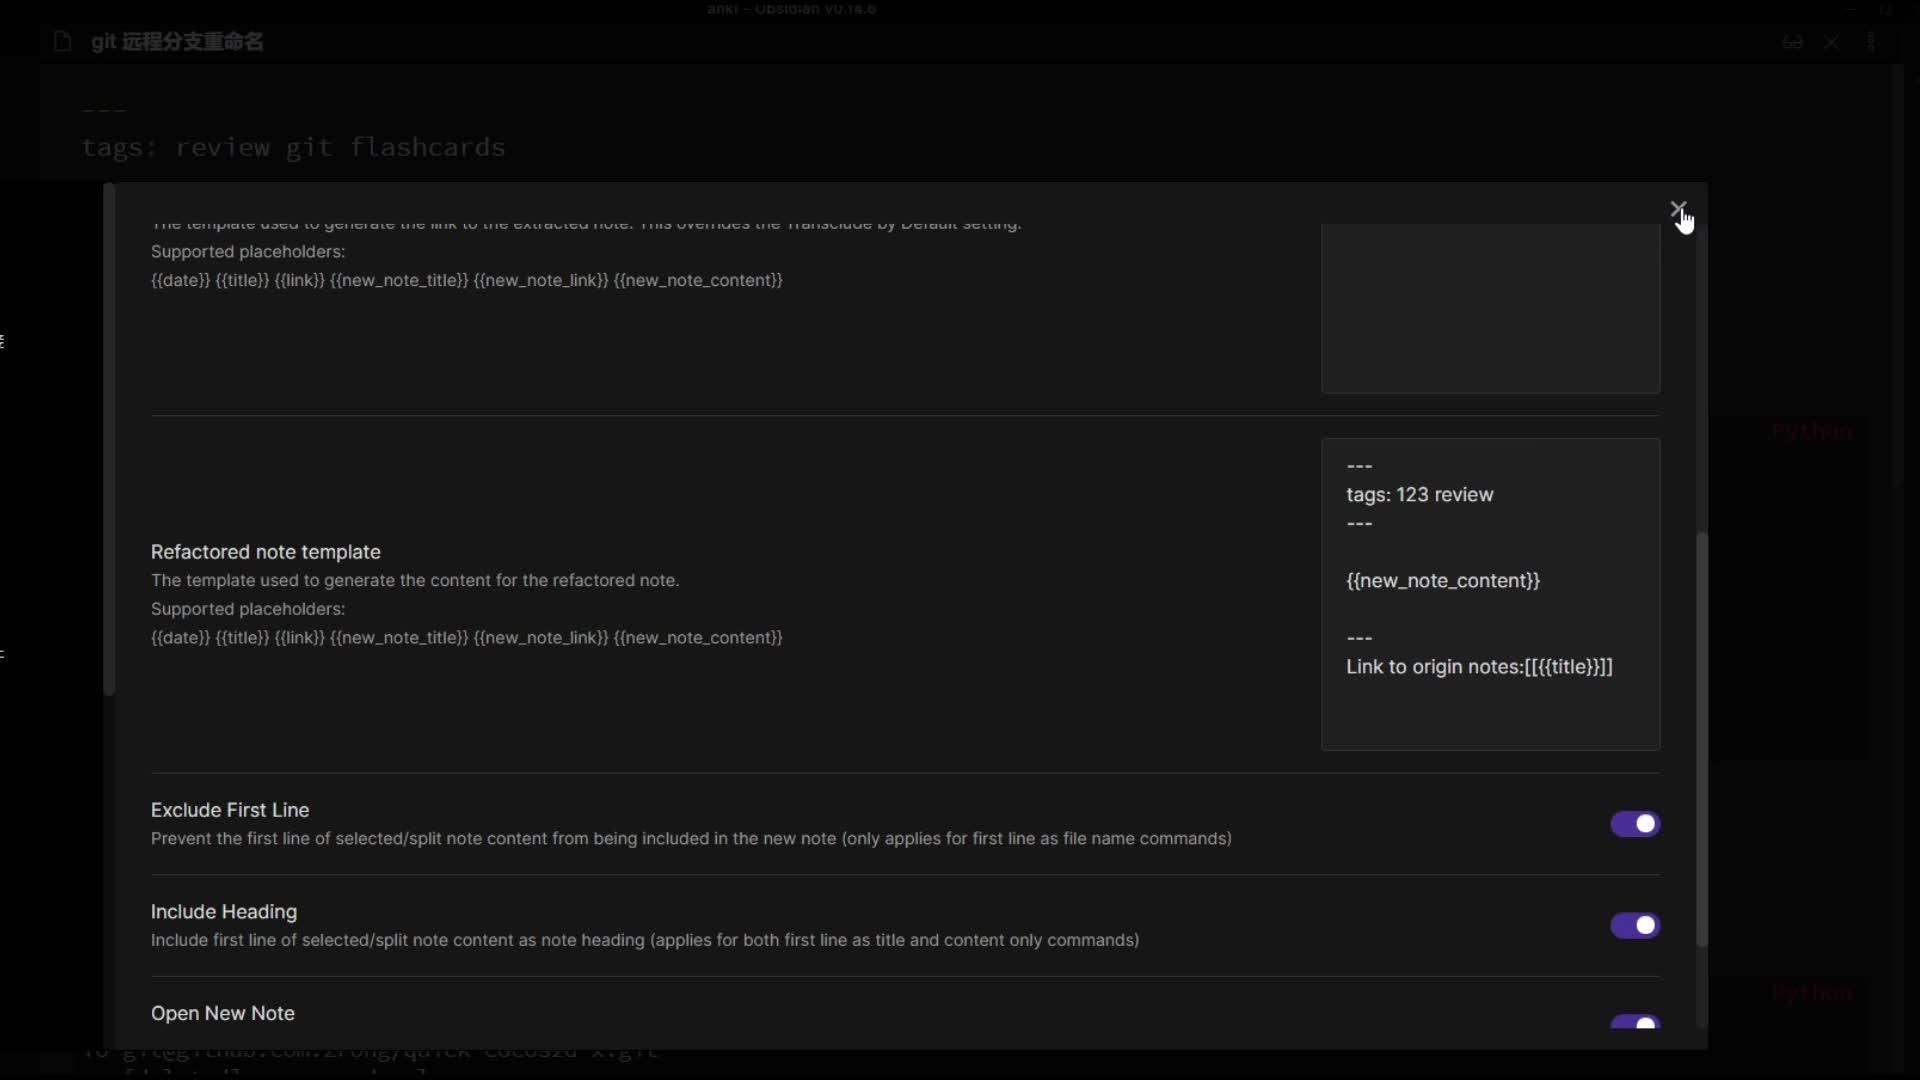 anki - Obsidian v0.14.6
git 远程分支重命名
---
tags: review git flashcards
The template used to generate the link to the extracted note. This overrides the Transclude by Default setting.
Supported placeholders:
{{date}} {{title}} {{link}} {{new_note_title}} {{new_note_link}} {{new_note_content}}
Python
---
tags: 123 review
---
{{new_note_content}}
---
Link to origin notes:[[{{title}}]]
Refactored note template
The template used to generate the content for the refactored note.
Supported placeholders:
{{date}} {{title}} {{link}} {{new_note_title}} {{new_note_link}} {{new_note_content}}
Exclude First Line
Prevent the first line of selected/split note content from being included in the new note (only applies for first line as file name commands)
Include Heading
Include first line of selected/split note content as note heading (applies for both first line as title and content only commands)
Python
Open New Note
To git@github.com:zrong/quick-cocos2d-x.git